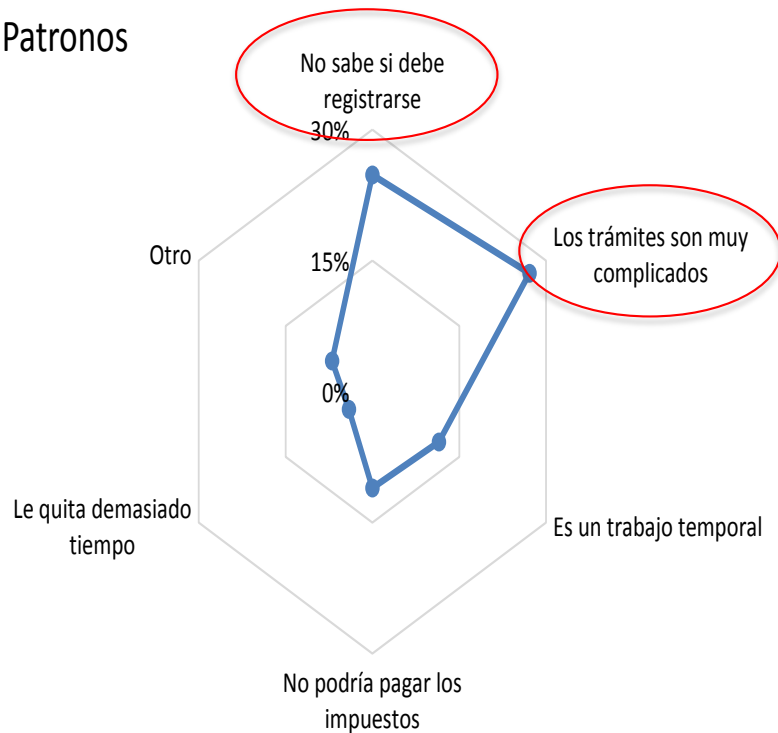 Patronos
No sabe si debe
registrarse
30%
Los trámites son muy
complicados
Otro
15%
0%
Le quita demasiado
tiempo
Es un trabajo temporal
No podría pagar los
impuestos